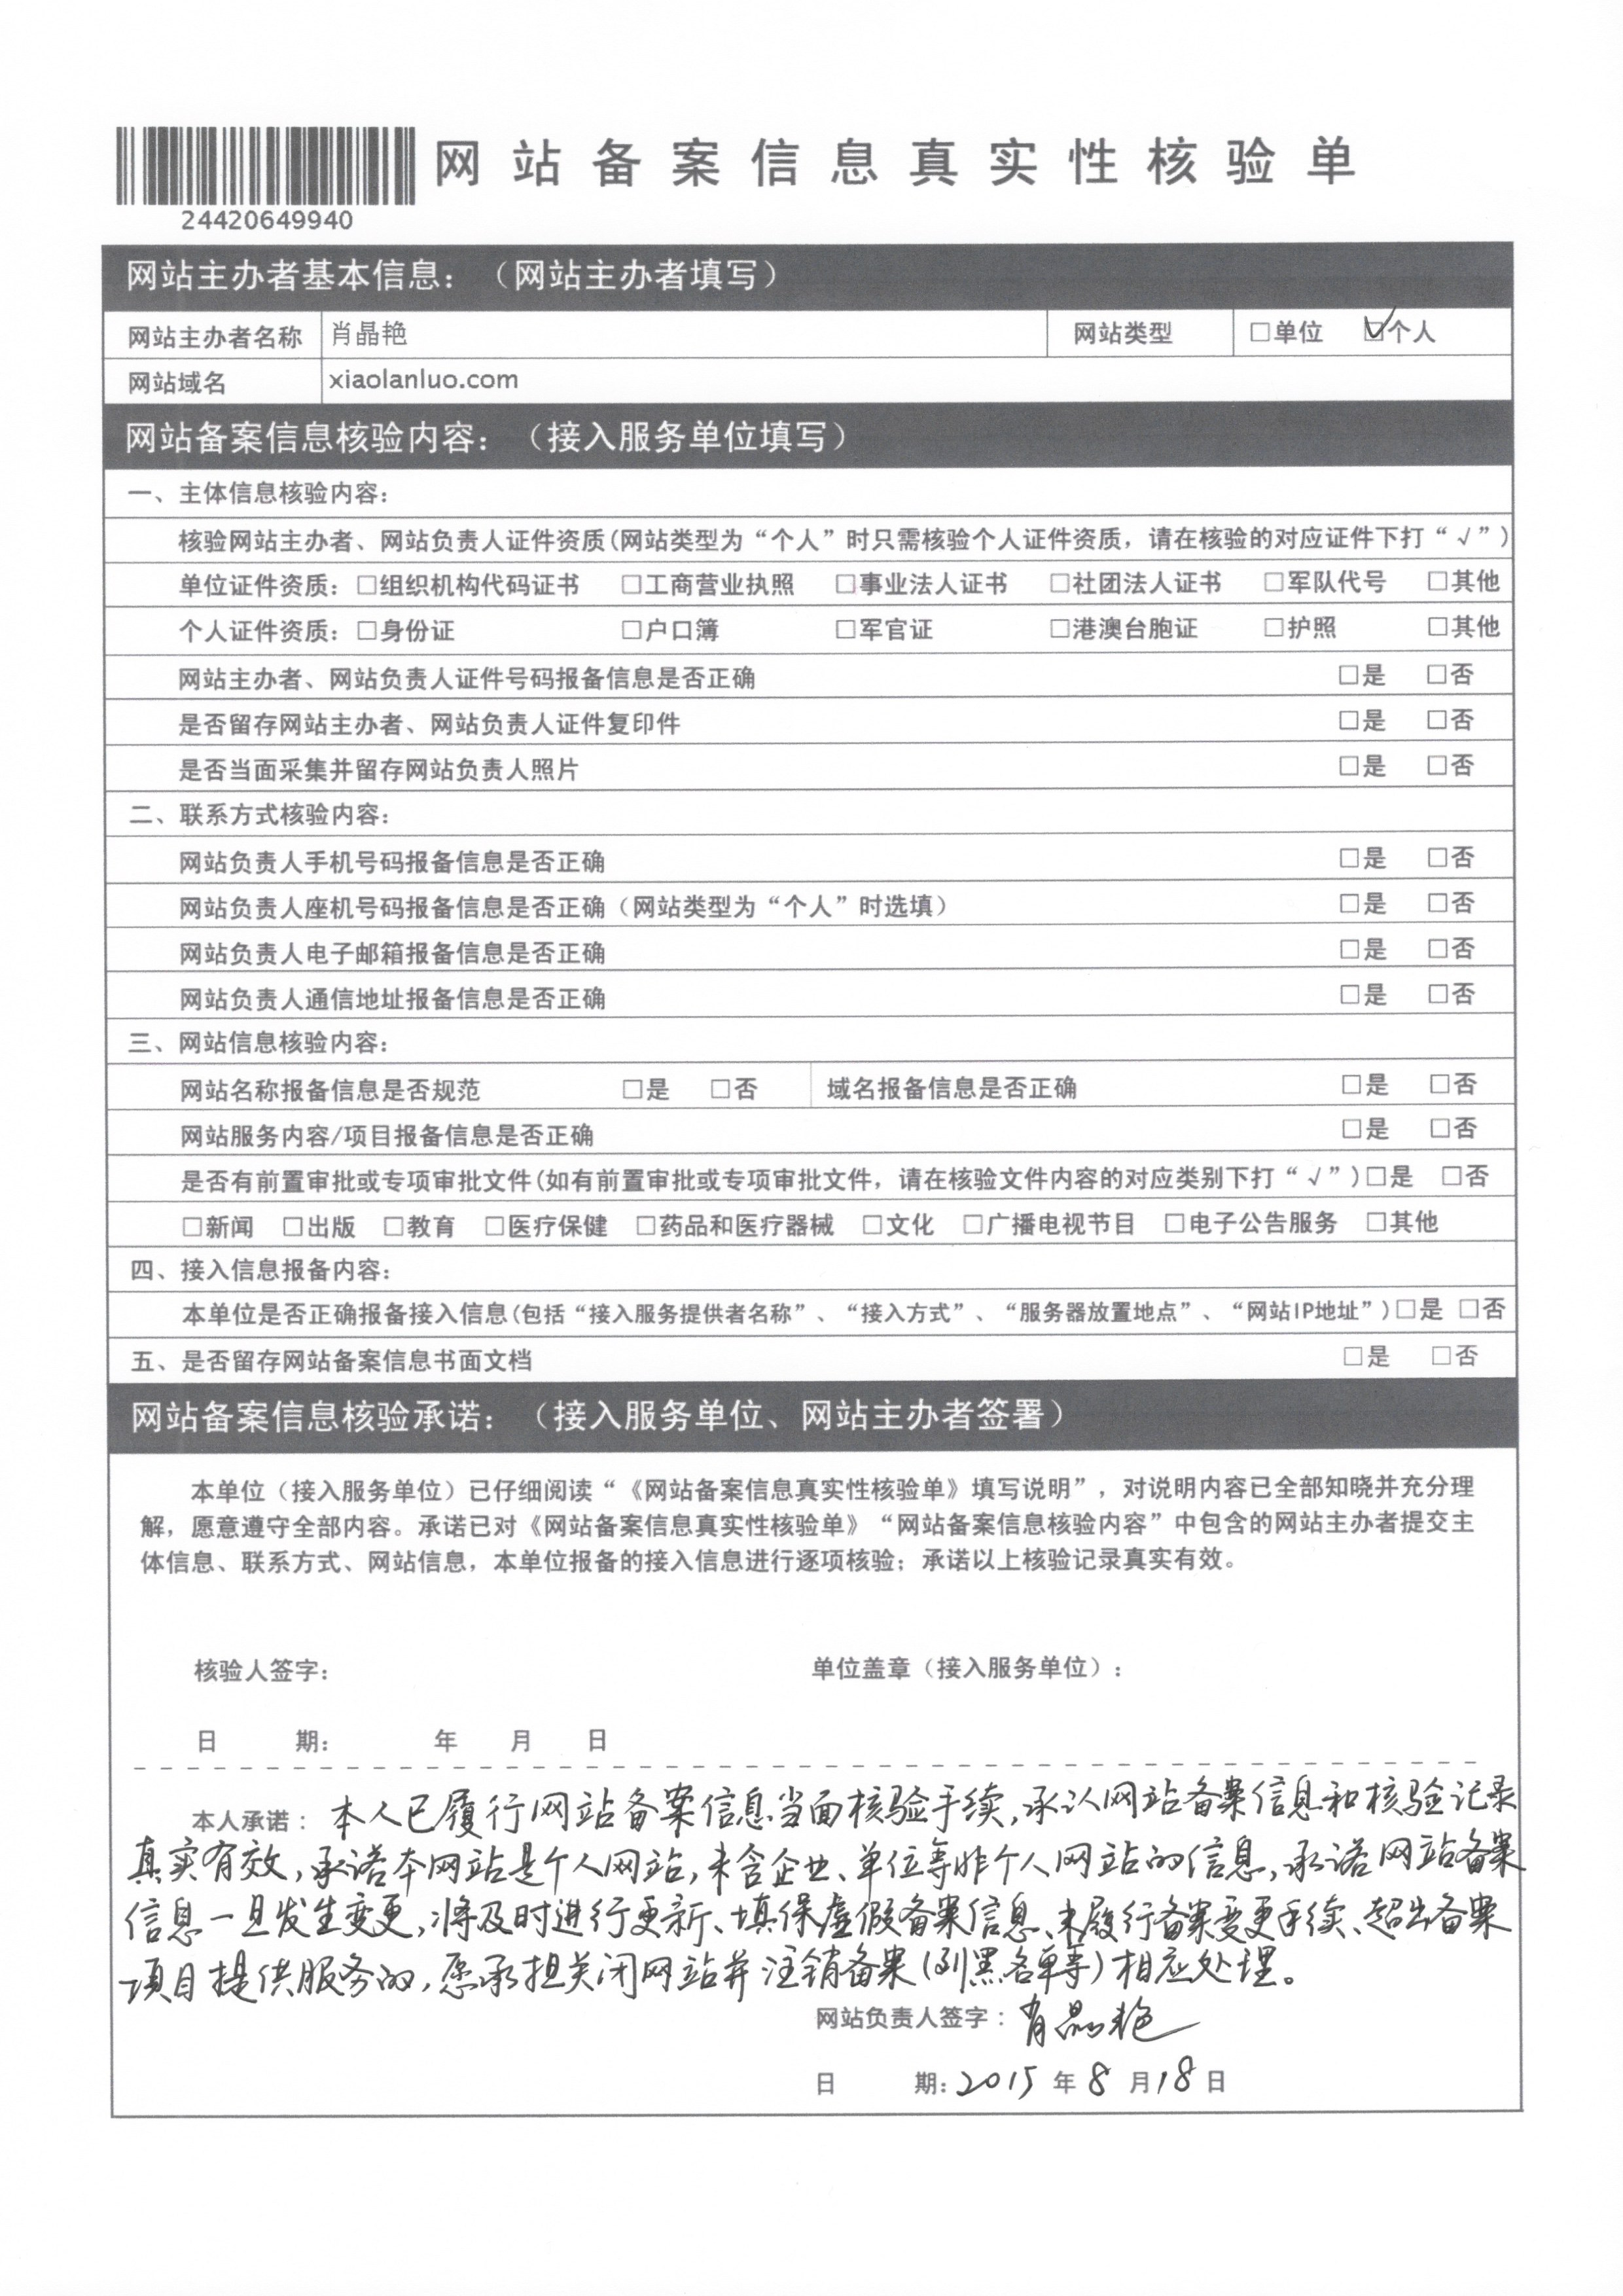 网站备案信息真实性核验单
24420649940
网站主办者基本信息：（网站主办者填写）
网站主办者名称 肖晶艳 网站类型 □单位 ☑个人
网站域名 xiaolanluo.com
网站备案信息核验内容：（接入服务单位填写）
一、主体信息核验内容：
核验网站主办者、网站负责人证件资质(网站类型为“个人”时只需核验个人证件资质，请在核验的对应证件下打“√”)
单位证件资质：□组织机构代码证书 □工商营业执照 □事业法人证书 □社团法人证书 □军队代号 □其他
个人证件资质：□身份证 □户口簿 □军官证 □港澳台胞证 □护照 □其他
网站主办者、网站负责人证件号码报备信息是否正确 □是 □否
是否留存网站主办者、网站负责人证件复印件 □是 □否
是否当面采集并留存网站负责人照片 □是 □否
二、联系方式核验内容：
网站负责人手机号码报备信息是否正确 □是 □否
网站负责人座机号码报备信息是否正确（网站类型为“个人”时选填） □是 □否
网站负责人电子邮箱报备信息是否正确 □是 □否
网站负责人通信地址报备信息是否正确 □是 □否
三、网站信息核验内容：
网站名称报备信息是否规范 □是 □否 域名报备信息是否正确 □是 □否
网站服务内容/项目报备信息是否正确 □是 □否
是否有前置审批或专项审批文件(如有前置审批或专项审批文件，请在核验文件内容的对应类别下打“√”)□是 □否
□新闻 □出版 □教育 □医疗保健 □药品和医疗器械 □文化 □广播电视节目 □电子公告服务 □其他
四、接入信息报备内容：
本单位是否正确报备接入信息(包括“接入服务提供者名称”、“接入方式”、“服务器放置地点”、“网站IP地址”)□是 □否
五、是否留存网站备案信息书面文档 □是 □否
网站备案信息核验承诺：（接入服务单位、网站主办者签署）
本单位（接入服务单位）已仔细阅读“《网站备案信息真实性核验单》填写说明”，对说明内容已全部知晓并充分理
解，愿意遵守全部内容。承诺已对《网站备案信息真实性核验单》“网站备案信息核验内容”中包含的网站主办者提交主
体信息、联系方式、网站信息，本单位报备的接入信息进行逐项核验；承诺以上核验记录真实有效。
核验人签字： 单位盖章（接入服务单位）：
日 期： 年 月 日
本人承诺：本人已履行网站备案信息当面核验手续，承认网站备案信息和核验记录
真实有效，承诺本网站是个人网站，未含企业、单位等非个人网站的信息，承诺网站备案
信息一旦发生变更，将及时进行更新、填保虚假备案信息、未履行备案变更手续、超出备案
项目提供服务的，愿承担关闭网站并注销备案(列黑名单等)相应处理。
网站负责人签字：肖晶艳
日 期：2015年8月18日